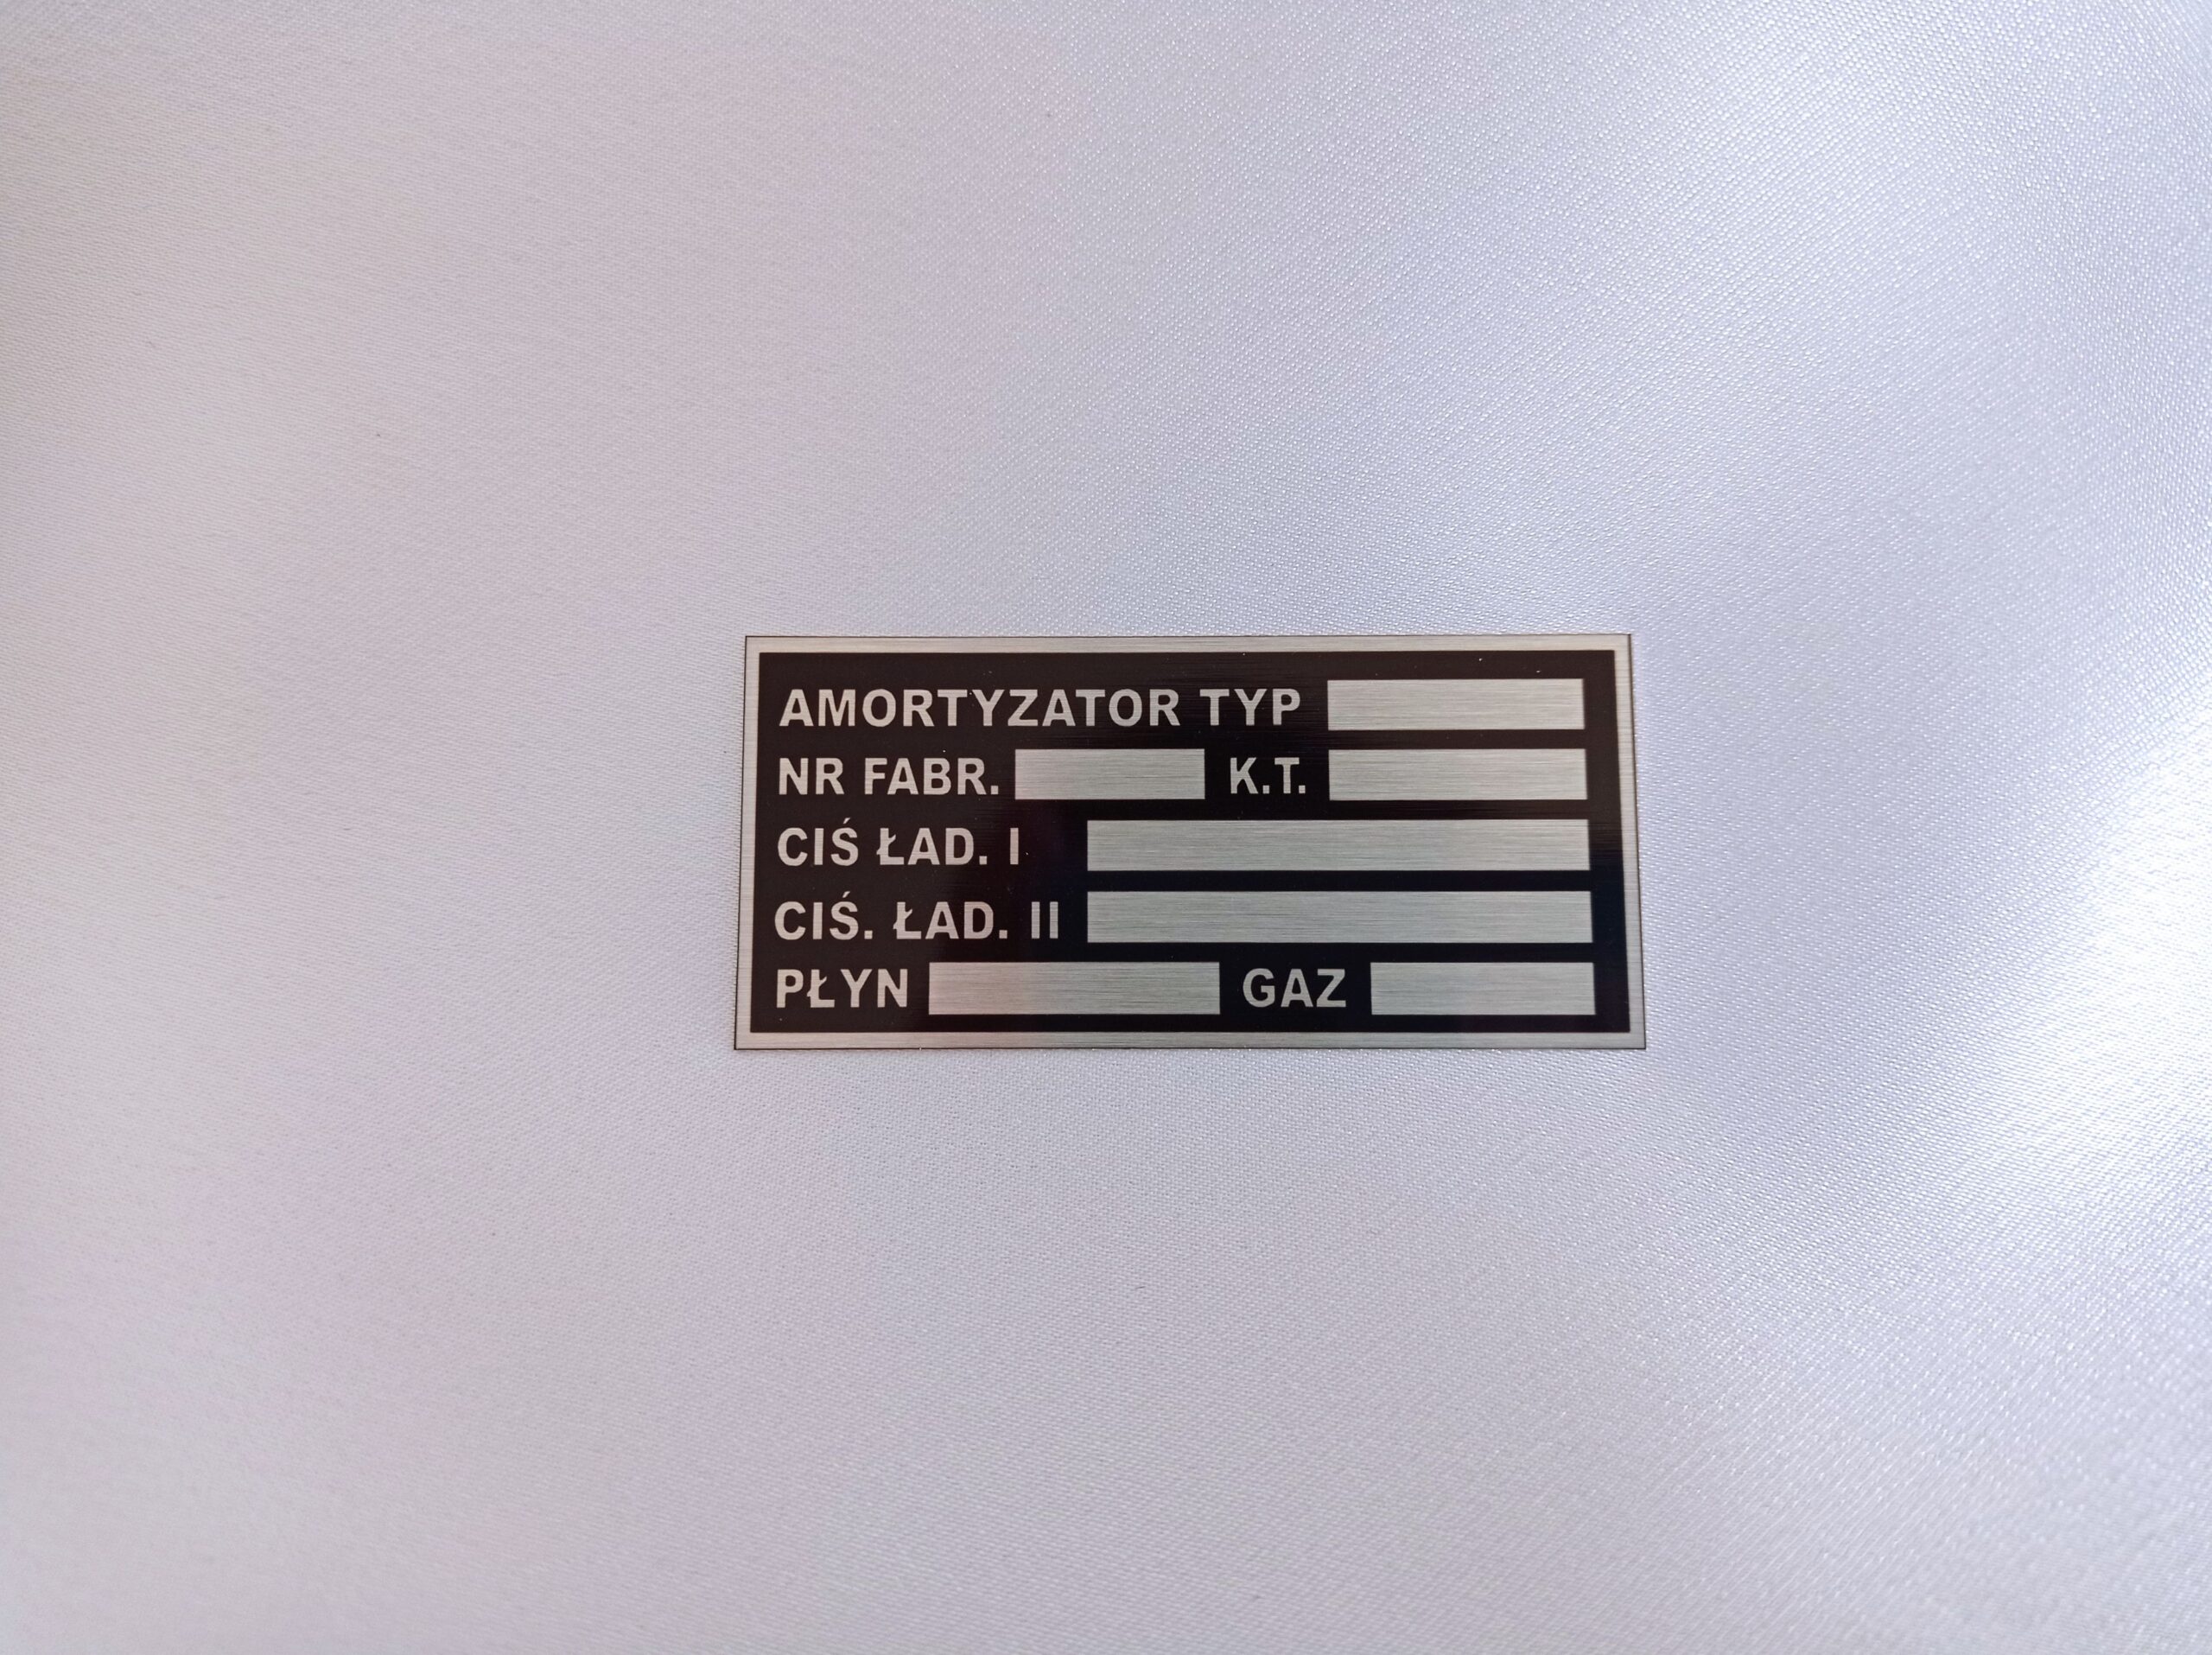 AMORTYZATOR TYP
NR FABR. K.T.
CIŚ ŁAD. I
CIŚ. ŁAD. II
PŁYN GAZ